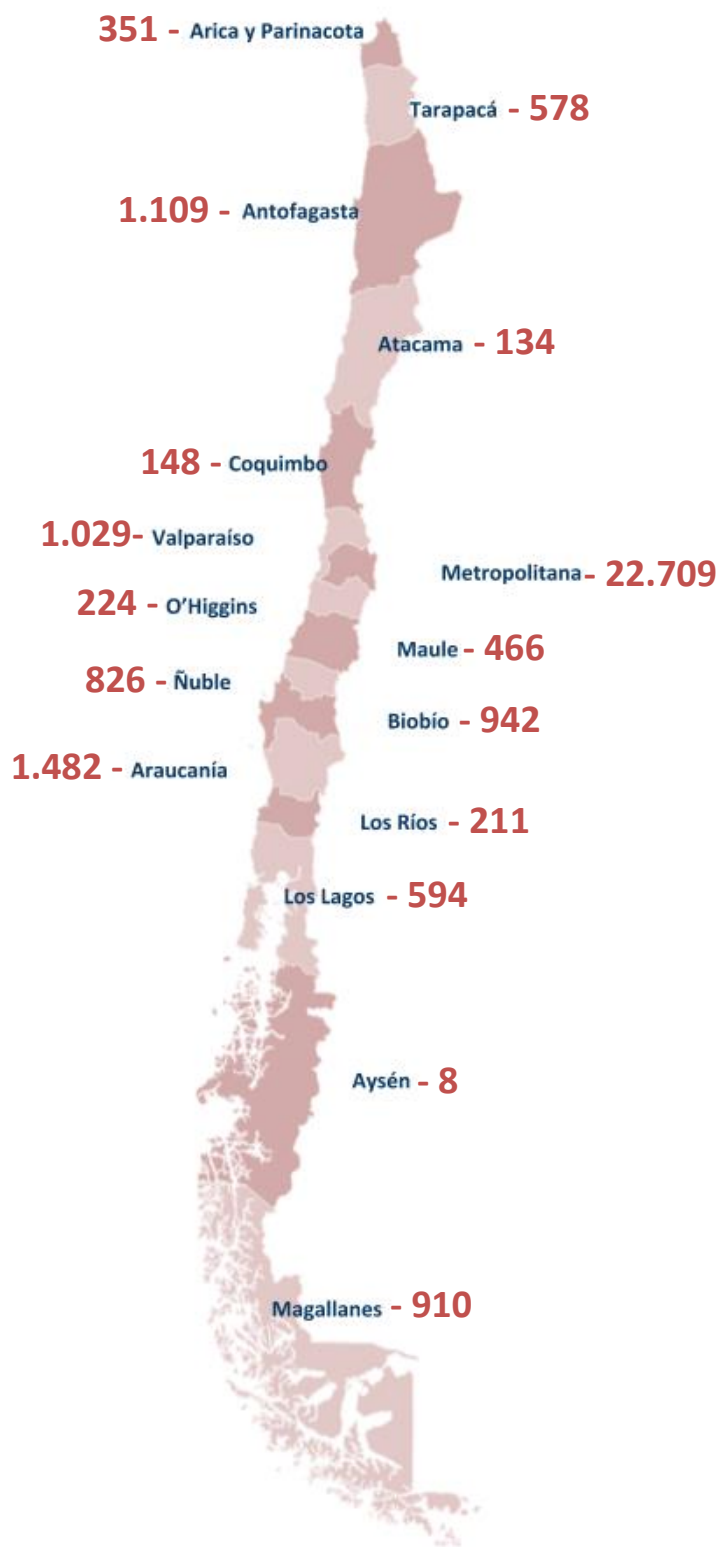 351 - Arica y Parinacota
Tarapacá - 578
1.109 - Antofagasta
Atacama - 134
148 - Coquimbo
1.029- Valparaíso
Metropolitana- 22.709
224 - O’Higgins
Maule - 466
826 - Ñuble
Biobío - 942
1.482 - Araucanía
Los Ríos - 211
Los Lagos - 594
Aysén - 8
Magallanes - 910